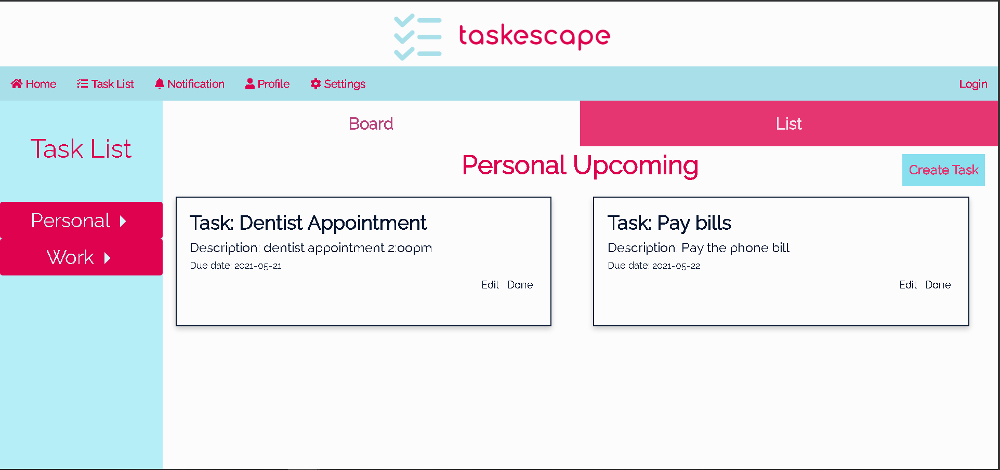 taskescape
Home Task List Notification Profile Settings Login
Task List
Personal
Work
Board List
Personal Upcoming
Create Task
Task: Dentist Appointment
Description: dentist appointment 2:00pm
Due date: 2021-05-21
Edit Done
Task: Pay bills
Description: Pay the phone bill
Due date: 2021-05-22
Edit Done